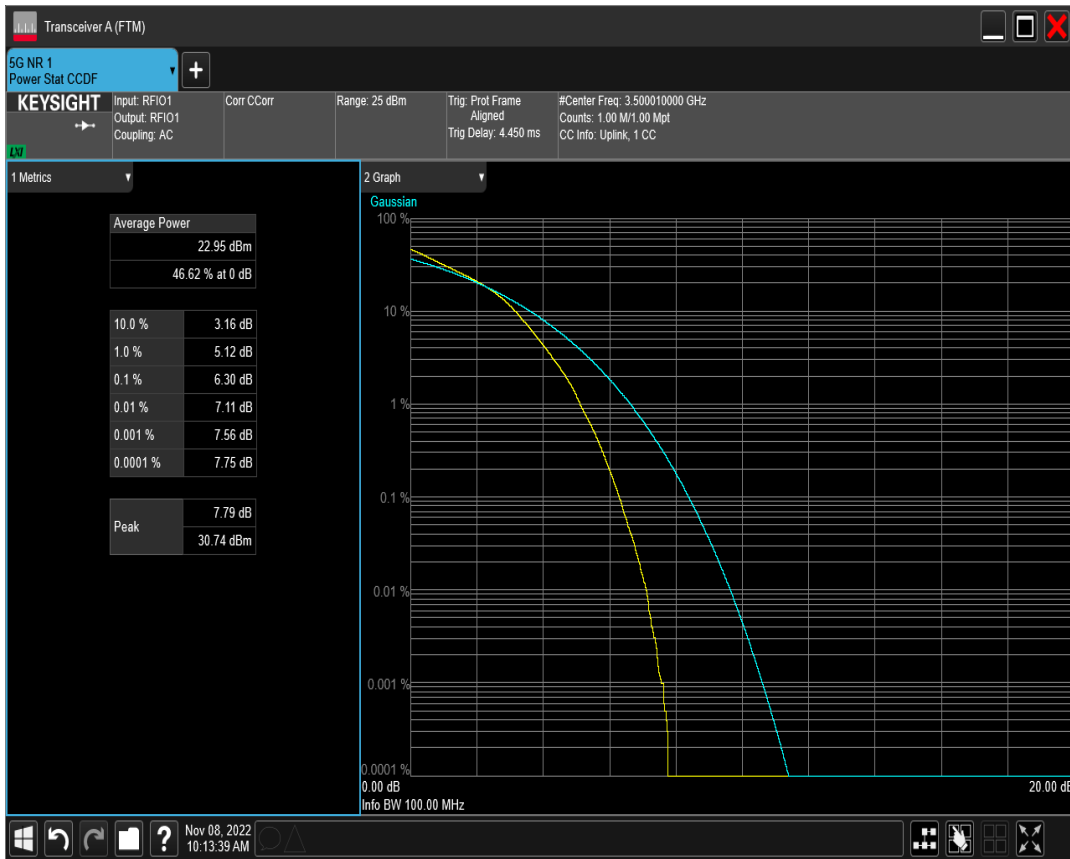 Transceiver A (FTM)
5G NR 1
Power Stat CCDF
+
KEYSIGHT
LXI
Input: RFIO1
Output: RFIO1
Coupling: AC
Corr CCorr
Range: 25 dBm
Trig: Prot Frame
Aligned
Trig Delay: 4.450 ms
#Center Freq: 3.500010000 GHz
Counts: 1.00 M/1.00 Mpt
CC Info: Uplink, 1 CC
1 Metrics
Average Power
22.95 dBm
46.62 % at 0 dB
10.0 % 3.16 dB
1.0 % 5.12 dB
0.1 % 6.30 dB
0.01 % 7.11 dB
0.001 % 7.56 dB
0.0001 % 7.75 dB
Peak 7.79 dB
30.74 dBm
2 Graph
Gaussian
100 %
10 %
1 %
0.1 %
0.01 %
0.001 %
0.0001 %
0.00 dB 20.00 dB
Info BW 100.00 MHz
?
Nov 08, 2022
10:13:39 AM